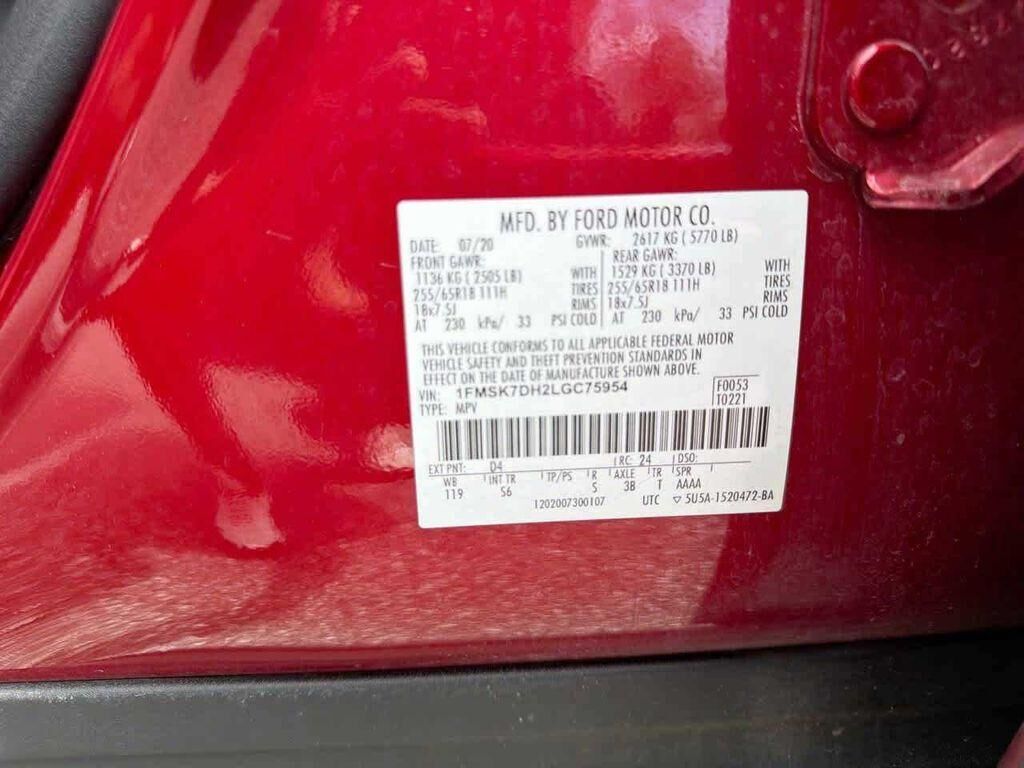 MFD. BY FORD MOTOR CO.
DATE: 07/20 GVWR: 2617 KG ( 5770 LB)
FRONT GAWR: REAR GAWR:
1136 KG ( 2505 LB) WITH 1529 KG ( 3370 LB) WITH
255/65R18 111H TIRES 255/65R18 111H TIRES
18x7.5J RIMS 18x7.5J RIMS
AT 230 kPa/ 33 PSI COLD AT 230 kPa/ 33 PSI COLD
THIS VEHICLE CONFORMS TO ALL APPLICABLE FEDERAL MOTOR
VEHICLE SAFETY AND THEFT PREVENTION STANDARDS IN
EFFECT ON THE DATE OF MANUFACTURE SHOWN ABOVE.
VIN: 1FMSK7DH2LGC75954 F0053
TYPE: MPV T0221
EXT PNT: D4 RC: 24 DSO:
WB INT TR TP/PS R AXLE TR SPR
119 S6 S 3B T AAAA
1202007300107 UTC ▽ 5U5A-1520472-BA